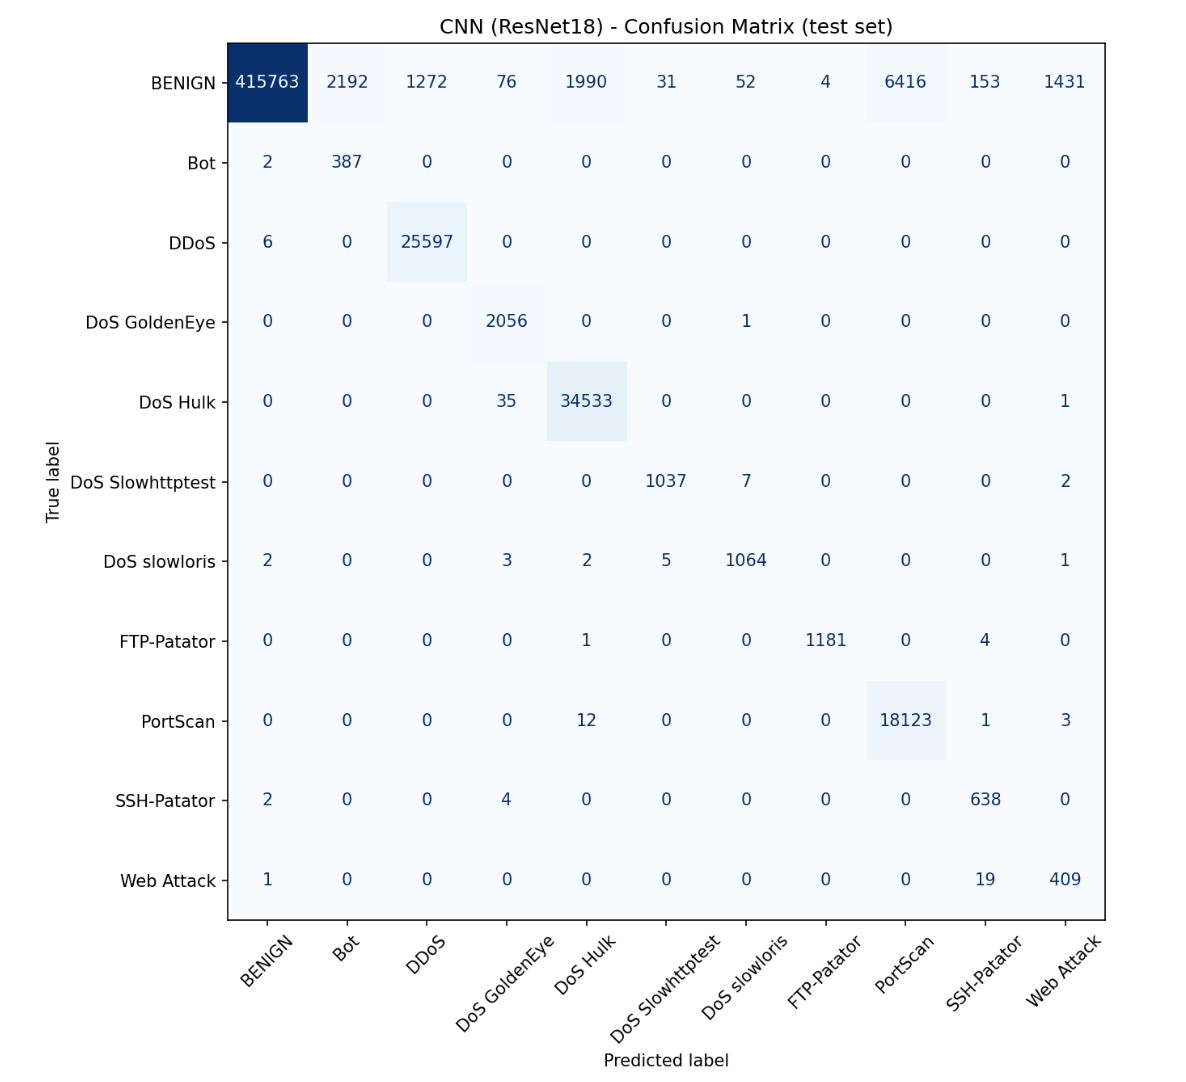 CNN (ResNet18) - Confusion Matrix (test set)
BENIGN 415763 2192 1272 76 1990 31 52 4 6416 153 1431
Bot 2 387 0 0 0 0 0 0 0 0 0
DDoS 6 0 25597 0 0 0 0 0 0 0 0
DoS GoldenEye 0 0 0 2056 0 0 1 0 0 0 0
DoS Hulk 0 0 0 35 34533 0 0 0 0 0 1
True label
DoS Slowhttptest 0 0 0 0 0 1037 7 0 0 0 2
DoS slowloris 2 0 0 3 2 5 1064 0 0 0 1
FTP-Patator 0 0 0 0 1 0 0 1181 0 4 0
PortScan 0 0 0 0 12 0 0 0 18123 1 3
SSH-Patator 2 0 0 4 0 0 0 0 0 638 0
Web Attack 1 0 0 0 0 0 0 0 0 19 409
BENIGN Bot DDoS DoS GoldenEye DoS Hulk DoS Slowhttptest DoS slowloris FTP-Patator PortScan SSH-Patator Web Attack
Predicted label